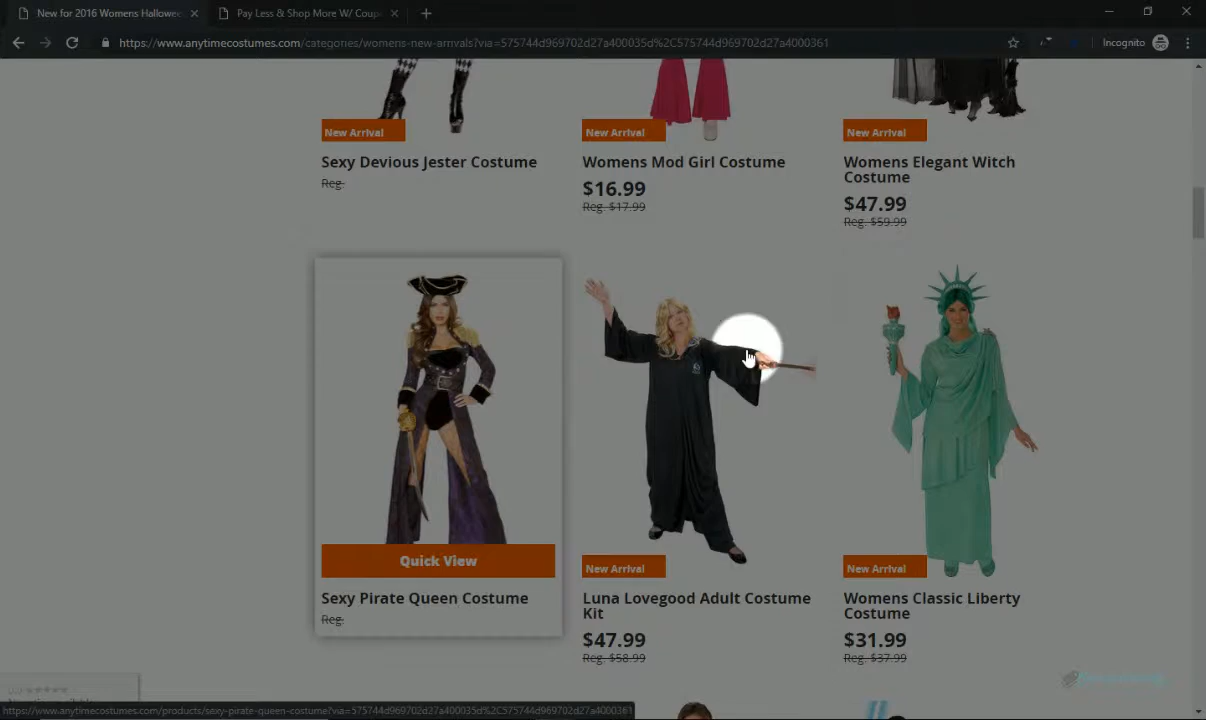 New for 2016 Womens Hallowee
Pay Less & Shop More W/ Coup
https://www.anytimecostumes.com/categories/womens-new-arrivals?via=575744d969702d27a400035d%2C575744d969702d27a4000361
Incognito
New Arrival
New Arrival
New Arrival
Sexy Devious Jester Costume
Reg.
Womens Mod Girl Costume
$16.99
Reg. $17.99
Womens Elegant Witch
Costume
$47.99
Reg. $59.99
Quick View
Sexy Pirate Queen Costume
Reg.
New Arrival
Luna Lovegood Adult Costume
Kit
$47.99
Reg. $58.99
New Arrival
Womens Classic Liberty
Costume
$31.99
Reg. $37.99
https://www.anytimecostumes.com/products/sexy-pirate-queen-costume?via=575744d969702d27a400035d%2C575744d969702d27a4000361